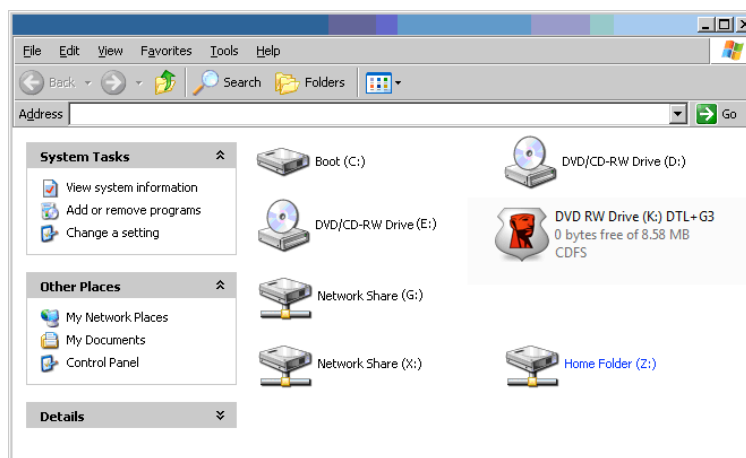 File Edit View Favorites Tools Help
Back Search Folders
Address Go
System Tasks
View system information
Add or remove programs
Change a setting
Other Places
My Network Places
My Documents
Control Panel
Details
Boot (C:)
DVD/CD-RW Drive (D:)
DVD/CD-RW Drive (E:)
DVD RW Drive (K:) DTL+G3
0 bytes free of 8.58 MB
CDFS
Network Share (G:)
Network Share (X:)
Home Folder (Z:)